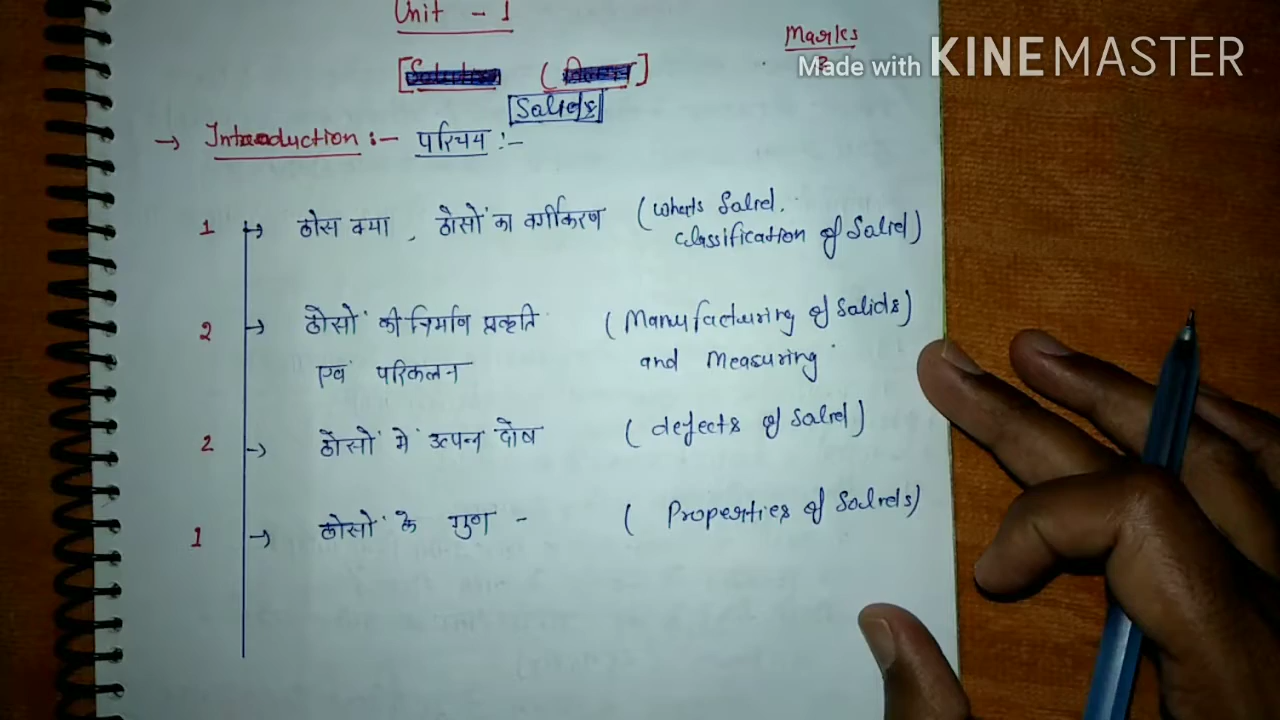 Unit - 1
Marks
Made with KINEMASTER
Solids
→ Introduction :- परिचय :-
1 → ठोस क्या , ठोसों का वर्गीकरण (Whats Solid.
classification of Solid)
2 → ठोसों की निर्माण प्रकृति (Manufacturing of Solids)
एवं परिकलन and Measuring
2 → ठोसों में उत्पन दोष (defects of Solid)
1 → ठोसों के गुण - (Properties of Solids)